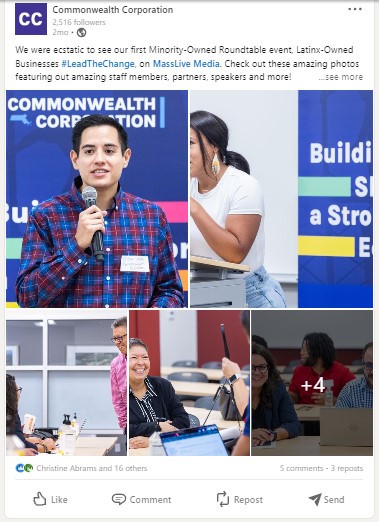 CC
Commonwealth Corporation
2,516 followers
2mo •
We were ecstatic to see our first Minority-Owned Roundtable event, Latinx-Owned
Businesses #LeadTheChange, on MassLive Media. Check out these amazing photos
featuring out amazing staff members, partners, speakers and more! ...see more
COMMONWEALTH
CORPORATION
Buildi
S
a Stro
E
+4
Christine Abrams and 16 others
5 comments • 3 reposts
Like
Comment
Repost
Send